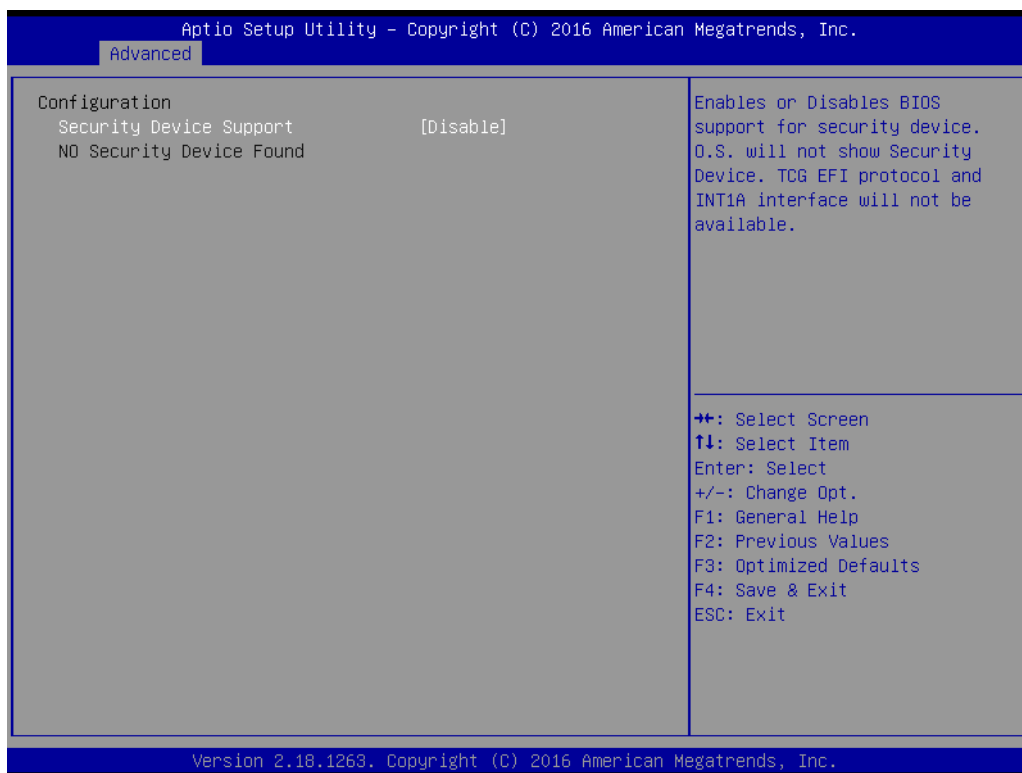 Aptio Setup Utility – Copyright (C) 2016 American Megatrends, Inc.
Advanced
Configuration
Security Device Support [Disable]
NO Security Device Found
Enables or Disables BIOS
support for security device.
O.S. will not show Security
Device. TCG EFI protocol and
INT1A interface will not be
available.
→←: Select Screen
↑↓: Select Item
Enter: Select
+/-: Change Opt.
F1: General Help
F2: Previous Values
F3: Optimized Defaults
F4: Save & Exit
ESC: Exit
Version 2.18.1263. Copyright (C) 2016 American Megatrends, Inc.